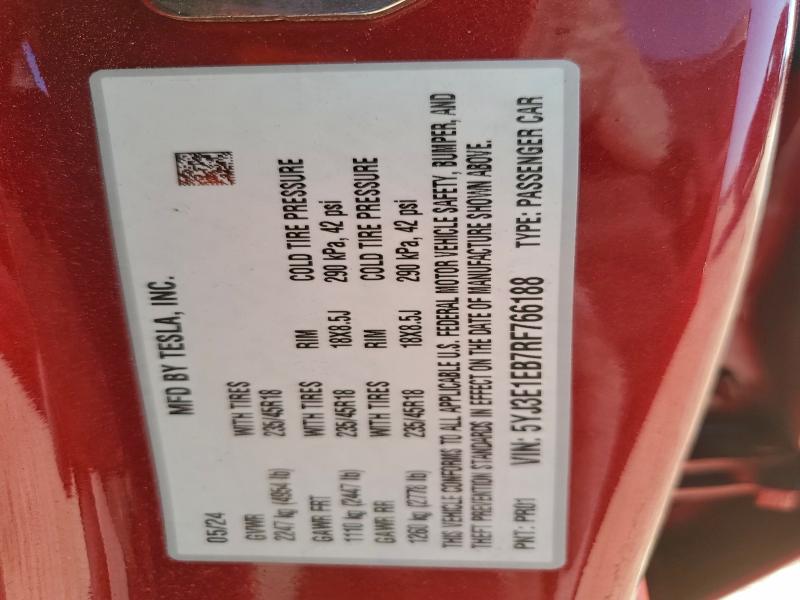 MFD BY TESLA, INC.
05/24
GVWR WITH TIRES
2247 kg (4954 lb) 235/45R18
GAWR FRT WITH TIRES RIM COLD TIRE PRESSURE
1110 kg (2447 lb) 235/45R18 18X8.5J 290 kPa, 42 psi
GAWR RR WITH TIRES RIM COLD TIRE PRESSURE
1260 kg (2778 lb) 235/45R18 18X8.5J 290 kPa, 42 psi
THIS VEHICLE CONFORMS TO ALL APPLICABLE U.S. FEDERAL MOTOR VEHICLE SAFETY, BUMPER, AND
THEFT PREVENTION STANDARDS IN EFFECT ON THE DATE OF MANUFACTURE SHOWN ABOVE.
PNT: PR01 VIN: 5YJ3E1EB7RF766188 TYPE: PASSENGER CAR